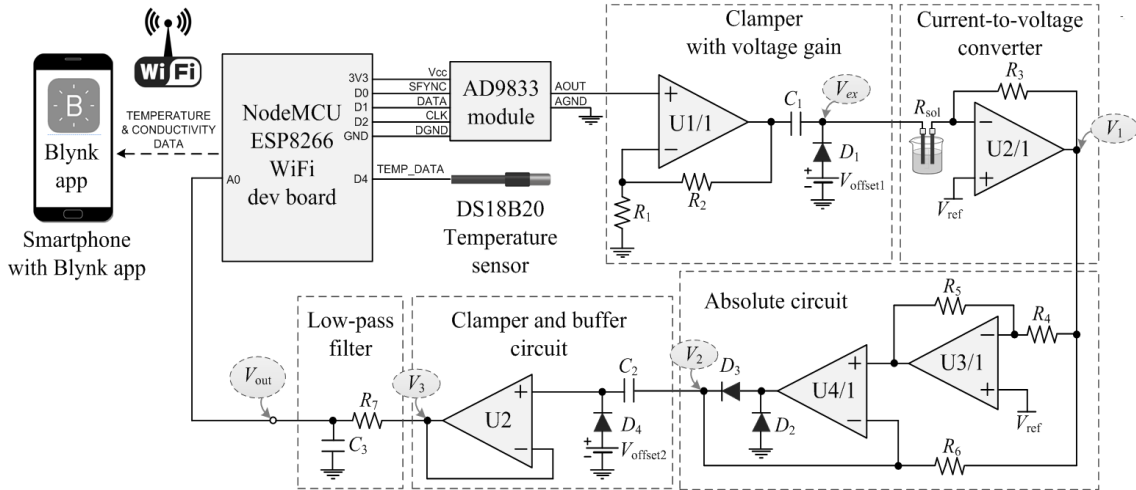 Clamper
with voltage gain
Current-to-voltage
converter
Wi Fi
B
Blynk
app
TEMPERATURE
& CONDUCTIVITY
DATA
Smartphone
with Blynk app
NodeMCU
ESP8266
WiFi
dev board
3V3
D0
D1
D2
GND
D4
A0
Vcc
SFYNC
DATA
CLK
DGND
TEMP_DATA
AD9833
module
AOUT
AGND
DS18B20
Temperature
sensor
+
U1/1
−
R1
R2
C1
Vex
D1
+
−
Voffset1
Rsol
R3
−
U2/1
+
Vref
V1
Absolute circuit
R5
R4
−
U3/1
+
Vref
+
U4/1
−
R6
V2
D3
D2
Clamper and buffer
circuit
C2
+
U2
−
D4
+
−
Voffset2
V3
Low-pass
filter
R7
C3
Vout